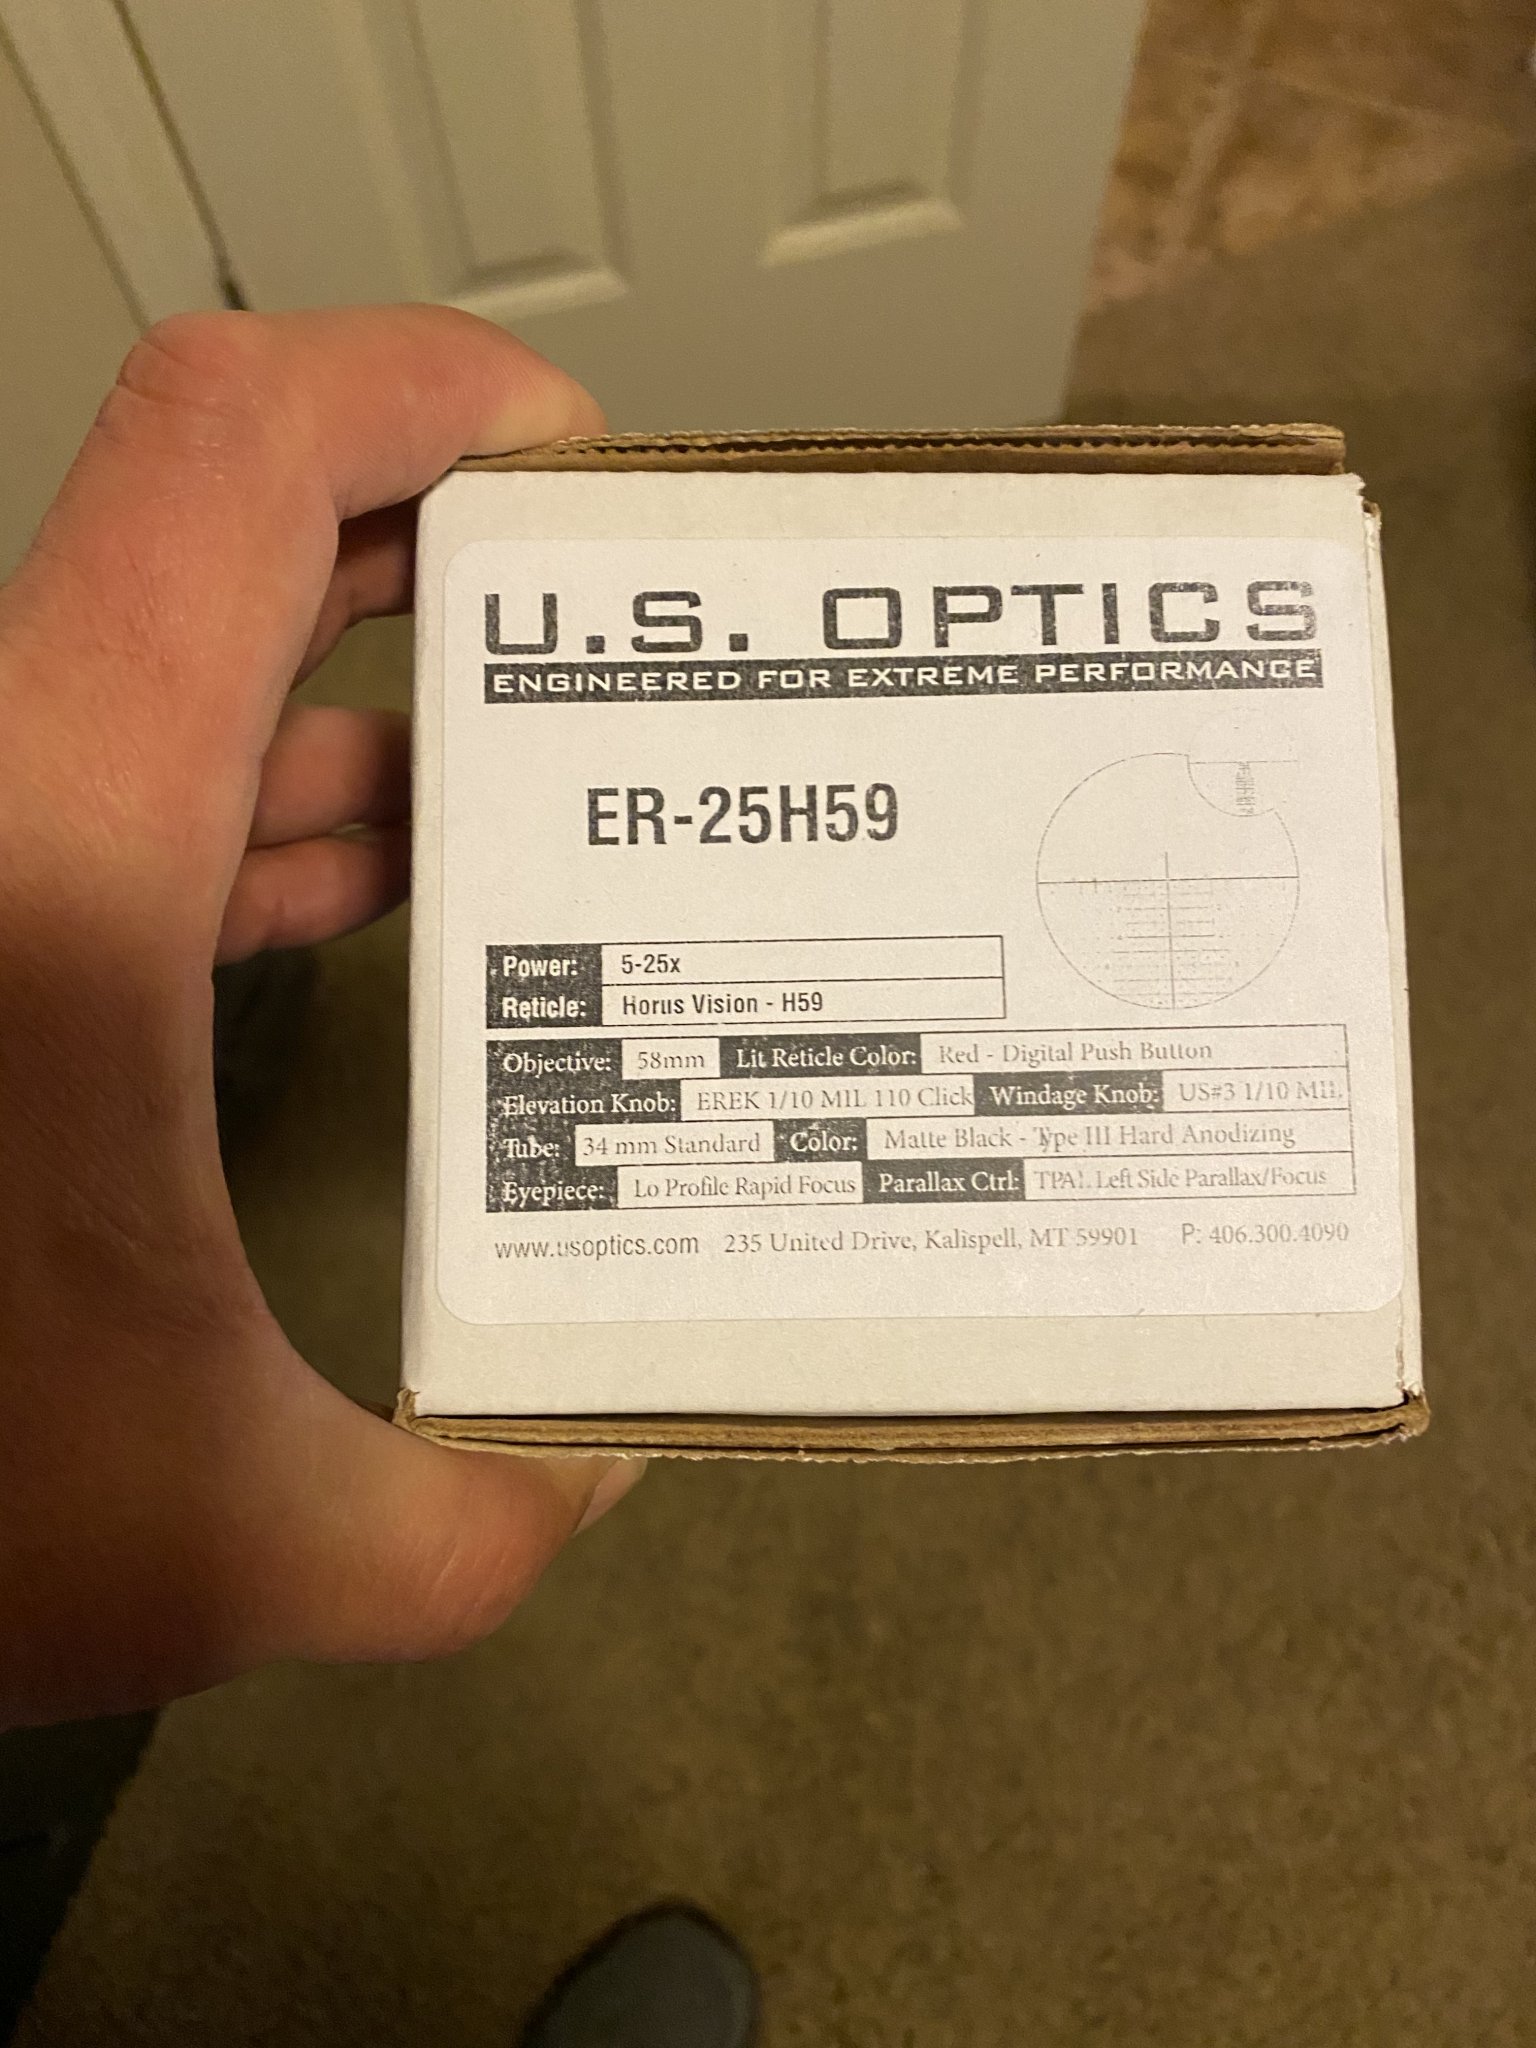 U.S. OPTICS
ENGINEERED FOR EXTREME PERFORMANCE
ER-25H59
Power: 5-25x
Reticle: Horus Vision - H59
Objective: 58mm Lit Reticle Color: Red - Digital Push Button
Elevation Knob: EREK 1/10 MIL 110 Click Windage Knob: US#3 1/10 MIL
Tube: 34 mm Standard Color: Matte Black - Type III Hard Anodizing
Eyepiece: Lo Profile Rapid Focus Parallax Ctrl: TPAL Left Side Parallax/Focus
www.usoptics.com 235 United Drive, Kalispell, MT 59901 P: 406.300.4090